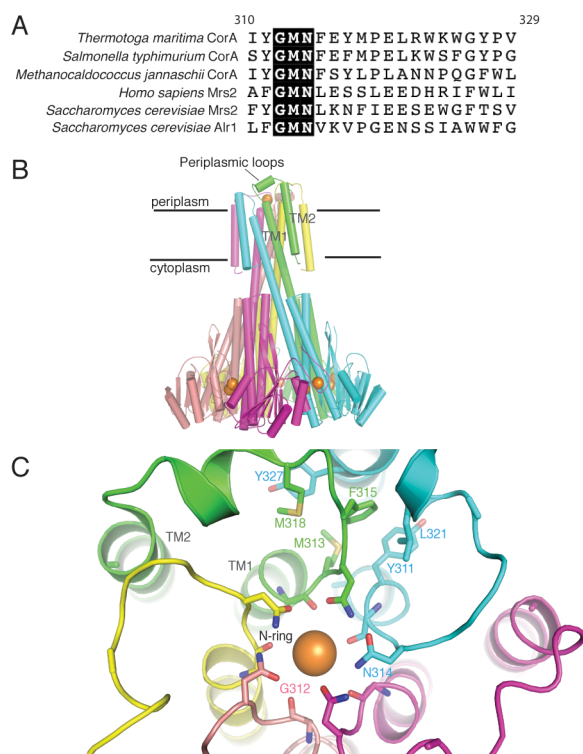 A
310 329
Thermotoga maritima CorA IYGMNFEYMPELRWKWGYPV
Salmonella typhimurium CorA SYGMNFEFMPELKWSFGYPG
Methanocaldococcus jannaschii CorA IYGMNFSYLPLANNPQGFWL
Homo sapiens Mrs2 AFGMNLESSLEEDHRIFWLI
Saccharomyces cerevisiae Mrs2 FYGMNLKNFIEESEWGFTSV
Saccharomyces cerevisiae Alr1 LFGMNVKVPGENSSIAWWFG
B
Periplasmic loops
periplasm
TM2
TM1
cytoplasm
C
Y327
F315
M318
L321
TM2
M313
TM1
Y311
N-ring
N314
G312